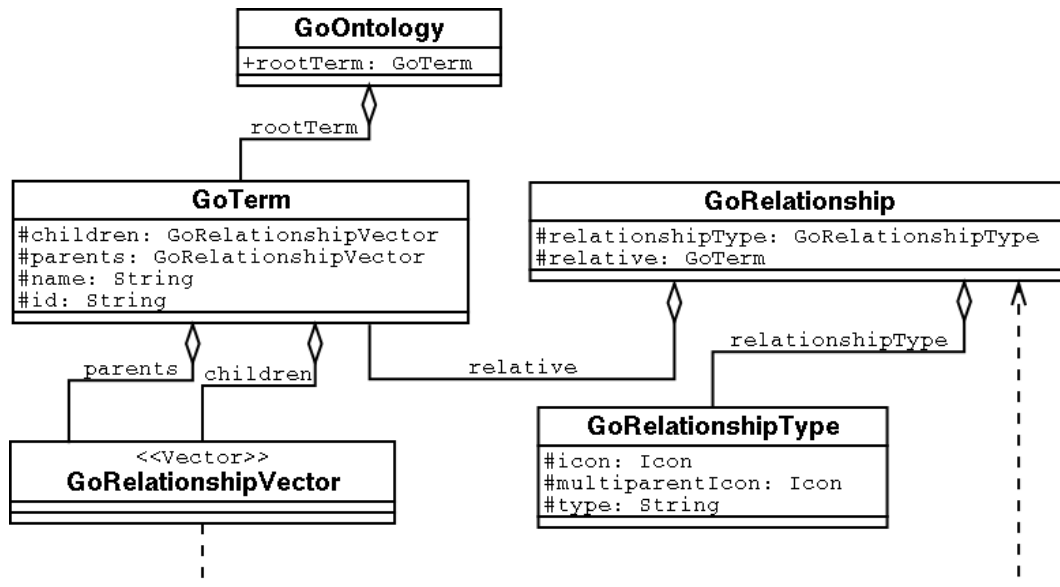 GoOntology
+rootTerm: GoTerm
rootTerm
GoTerm
#children: GoRelationshipVector
#parents: GoRelationshipVector
#name: String
#id: String
GoRelationship
#relationshipType: GoRelationshipType
#relative: GoTerm
parents
children
relative
relationshipType
<<Vector>>
GoRelationshipVector
GoRelationshipType
#icon: Icon
#multiparentIcon: Icon
#type: String